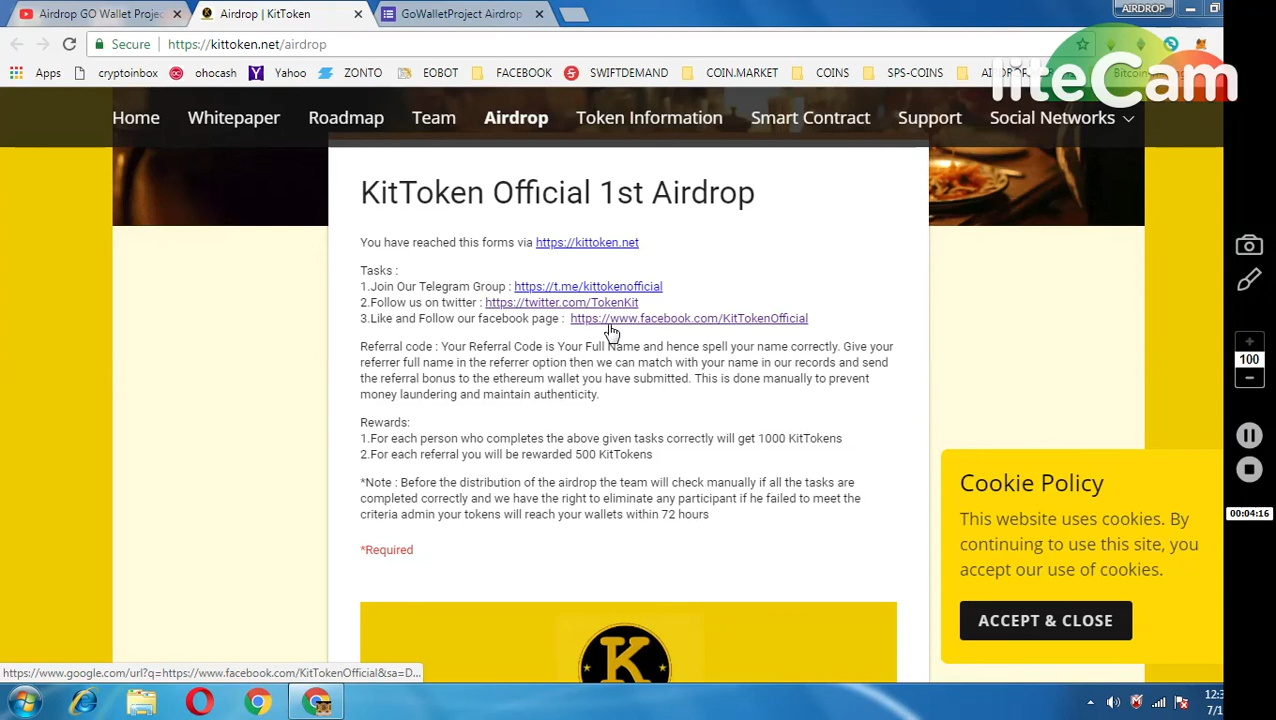 Airdrop GO Wallet Projec
Airdrop | KitToken
GoWalletProject Airdrop
AIRDROP
Secure
https://kittoken.net/airdrop
Apps
cryptoinbox
ohocash
Yahoo
ZONTO
EOBOT
FACEBOOK
SWIFTDEMAND
COIN.MARKET
COINS
SPS-COINS
liteCam
Home
Whitepaper
Roadmap
Team
Airdrop
Token Information
Smart Contract
Support
Social Networks
KitToken Official 1st Airdrop
You have reached this forms via https://kittoken.net
Tasks :
1.Join Our Telegram Group : https://t.me/kittokenofficial
2.Follow us on twitter : https://twitter.com/TokenKit
3.Like and Follow our facebook page : https://www.facebook.com/KitTokenOfficial
Referral code : Your Referral Code is Your Full Name and hence spell your name correctly. Give your
referrer full name in the referrer option then we can match with your name in our records and send
the referral bonus to the ethereum wallet you have submitted. This is done manually to prevent
money laundering and maintain authenticity.
Rewards:
1.For each person who completes the above given tasks correctly will get 1000 KitTokens
2.For each referral you will be rewarded 500 KitTokens
*Note : Before the distribution of the airdrop the team will check manually if all the tasks are
completed correctly and we have the right to eliminate any participant if he failed to meet the
criteria admin your tokens will reach your wallets within 72 hours
*Required
K
Cookie Policy
This website uses cookies. By
continuing to use this site, you
accept our use of cookies.
ACCEPT & CLOSE
100
00:04:16
https://www.google.com/url?q=https://www.facebook.com/KitTokenOfficial&sa=D...
12:3
7/1